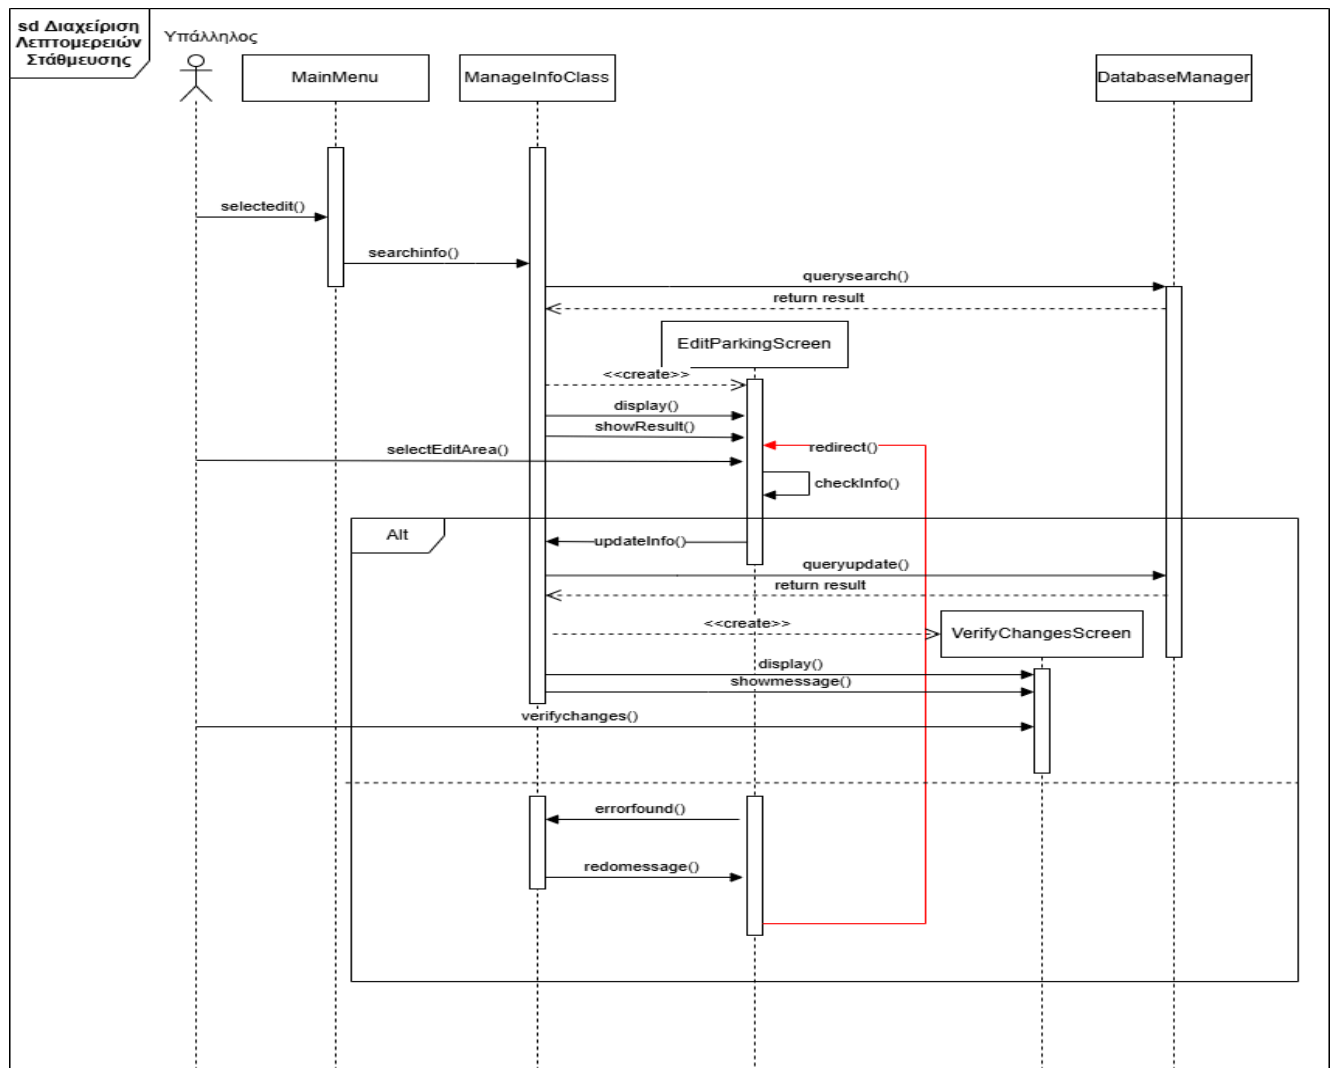 sd Διαχείριση
Λεπτομερειών
Στάθμευσης
Υπάλληλος
MainMenu
ManageInfoClass
DatabaseManager
selectedit()
searchinfo()
querysearch()
return result
EditParkingScreen
<<create>>
display()
showResult()
redirect()
selectEditArea()
checkInfo()
Alt
updateInfo()
queryupdate()
return result
<<create>>
VerifyChangesScreen
display()
showmessage()
verifychanges()
errorfound()
redomessage()